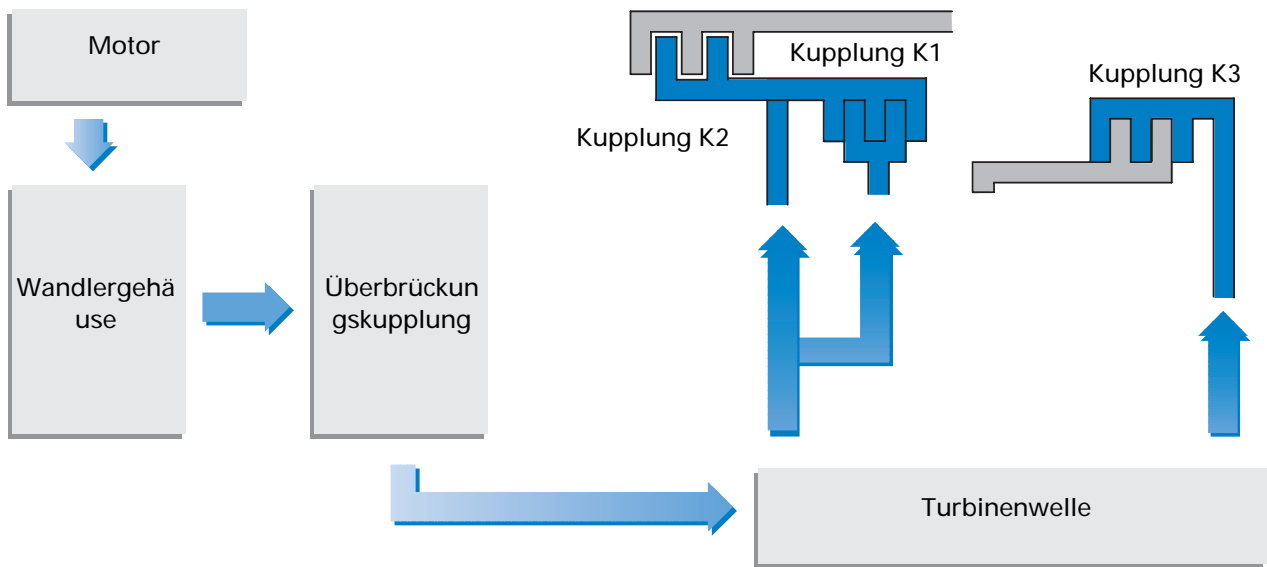 Motor
Kupplung K1
Kupplung K3
Kupplung K2
Wandlergehä
use
Überbrückun
gskupplung
Turbinenwelle